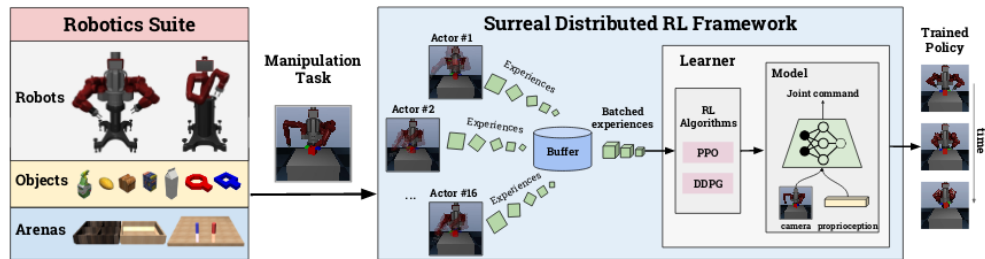 Robotics Suite
Robots
Objects
Arenas
Manipulation
Task
Surreal Distributed RL Framework
Actor #1
Experiences
Actor #2
Experiences
...
Actor #16
Experiences
Buffer
Batched
experiences
Learner
RL
Algorithms
PPO
DDPG
Model
Joint command
camera
proprioception
Trained
Policy
time